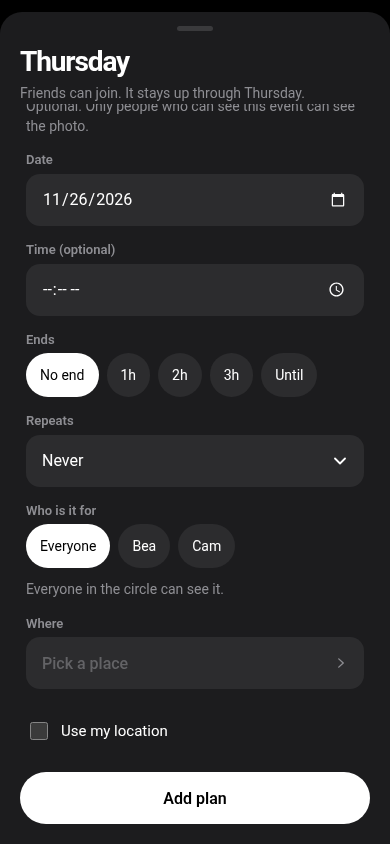 Thursday
Friends can join. It stays up through Thursday.
Optional. Only people who can see this event can see
the photo.
Date
11/26/2026
Time (optional)
--:-- --
Ends
No end 1h 2h 3h Until
Repeats
Never
Who is it for
Everyone Bea Cam
Everyone in the circle can see it.
Where
Pick a place
Use my location
Add plan